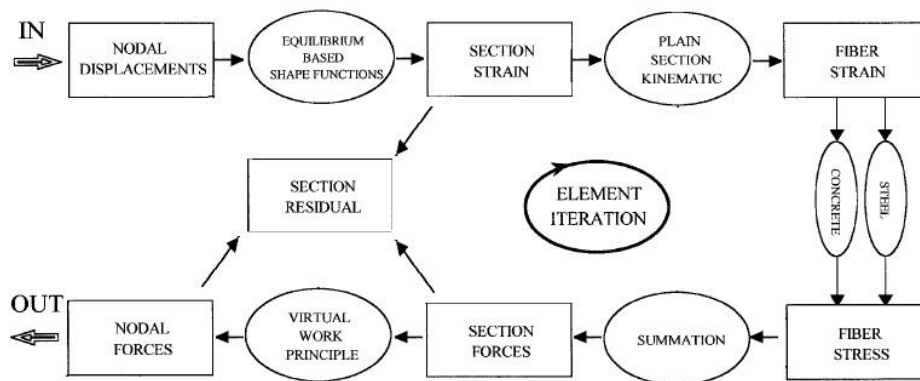 IN
NODAL
DISPLACEMENTS
EQUILIBRIUM
BASED
SHAPE FUNCTIONS
SECTION
STRAIN
PLAIN
SECTION
KINEMATIC
FIBER
STRAIN
CONCRETE
STEEL
SECTION
RESIDUAL
ELEMENT
ITERATION
OUT
NODAL
FORCES
VIRTUAL
WORK
PRINCIPLE
SECTION
FORCES
SUMMATION
FIBER
STRESS